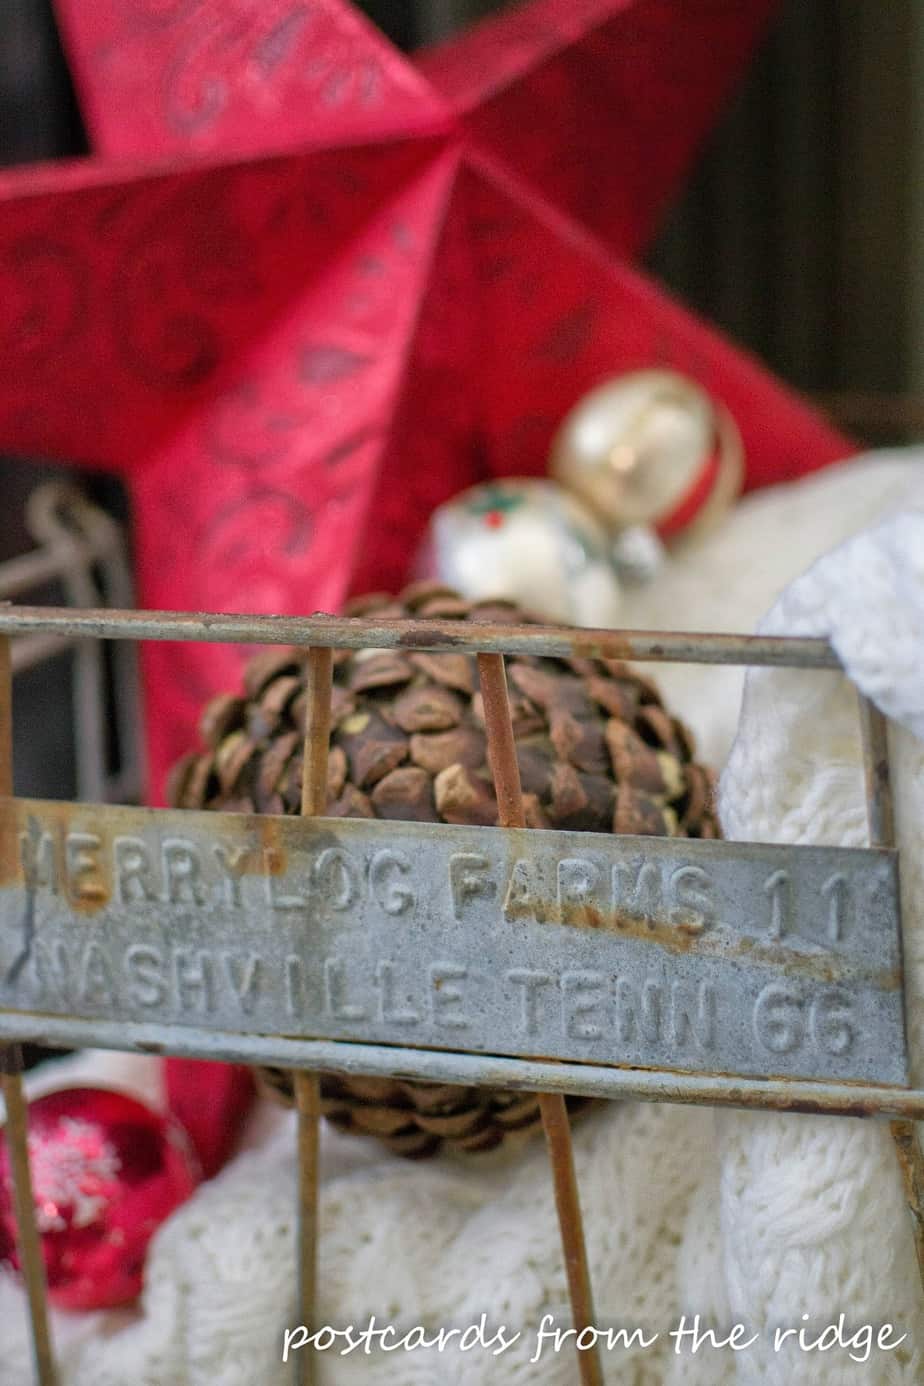 MERRYLOG FARMS 11
NASHVILLE TENN 66
postcards from the ridge